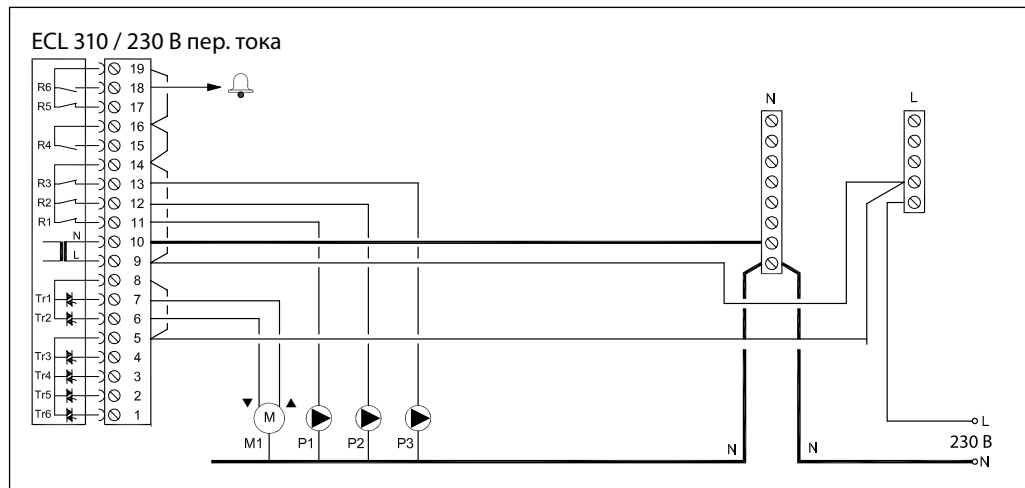 ECL 310 / 230 В пер. тока
N
L
19
R6
18
R5
17
16
R4
15
14
R3
13
R2
12
R1
11
N
10
L
9
8
Tr1
7
Tr2
6
5
Tr3
4
Tr4
3
Tr5
2
Tr6
1
M
M1
P1
P2
P3
L
230 В
N
N
N